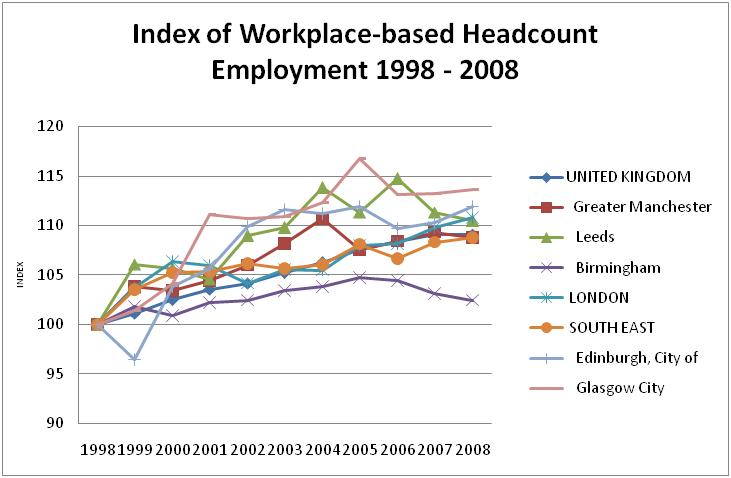 Index of Workplace-based Headcount
Employment 1998 - 2008
120
115
110
105
100
95
90
INDEX
1998 1999 2000 2001 2002 2003 2004 2005 2006 2007 2008
UNITED KINGDOM
Greater Manchester
Leeds
Birmingham
LONDON
SOUTH EAST
Edinburgh, City of
Glasgow City